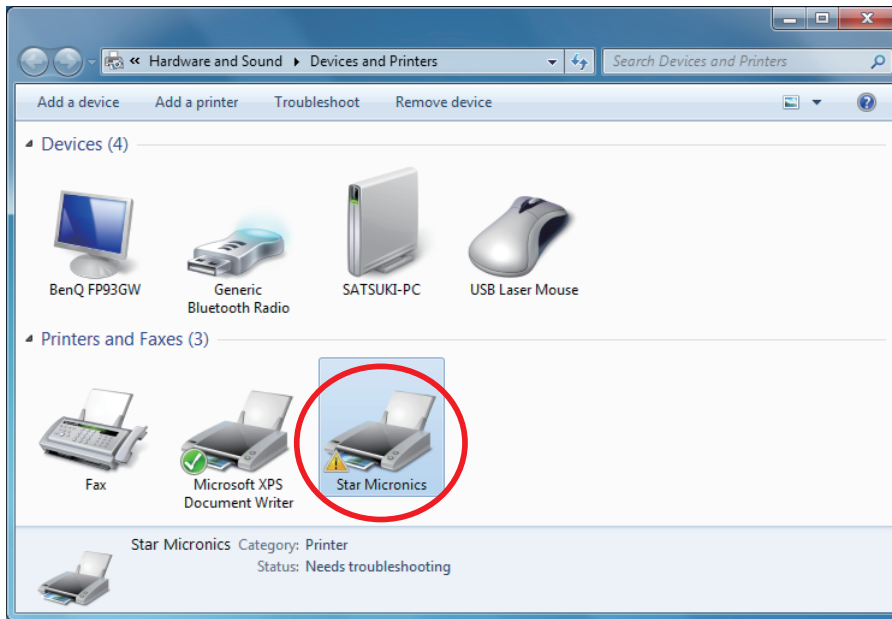 « Hardware and Sound ▸ Devices and Printers
Search Devices and Printers
Add a device Add a printer Troubleshoot Remove device
Devices (4)
BenQ FP93GW
Generic
Bluetooth Radio
SATSUKI-PC
USB Laser Mouse
Printers and Faxes (3)
Fax
Microsoft XPS
Document Writer
Star Micronics
Star Micronics Category: Printer
Status: Needs troubleshooting